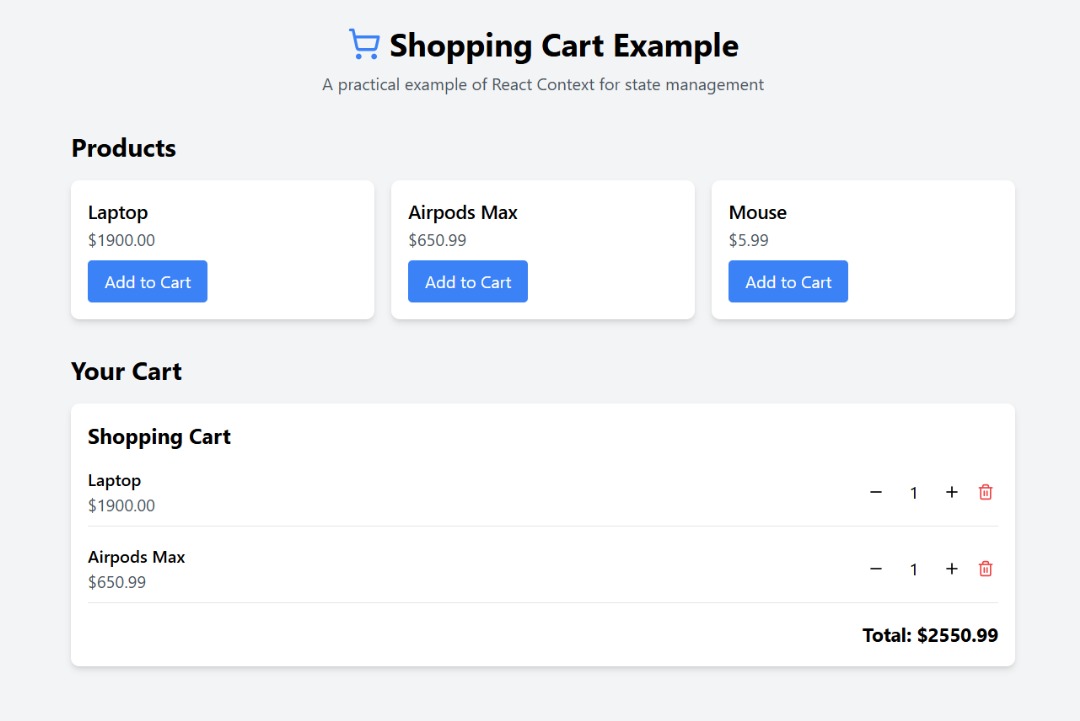 Shopping Cart Example
A practical example of React Context for state management
Products
Laptop
$1900.00
Add to Cart
Airpods Max
$650.99
Add to Cart
Mouse
$5.99
Add to Cart
Your Cart
Shopping Cart
Laptop
$1900.00
− 1 +
Airpods Max
$650.99
− 1 +
Total: $2550.99